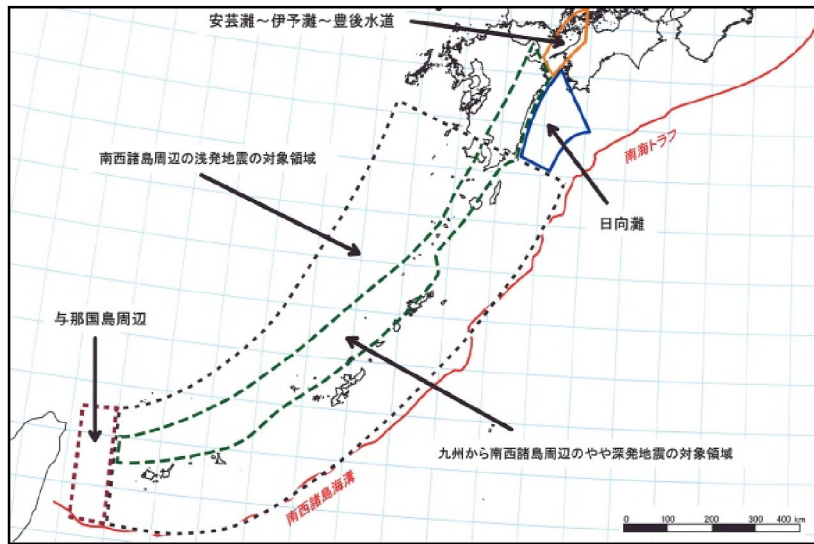 安芸灘～伊予灘～豊後水道
南西諸島周辺の浅発地震の対象領域
南海トラフ
日向灘
与那国島周辺
九州から南西諸島周辺のやや深発地震の対象領域
南西諸島海溝
0 100 200 300 400 km